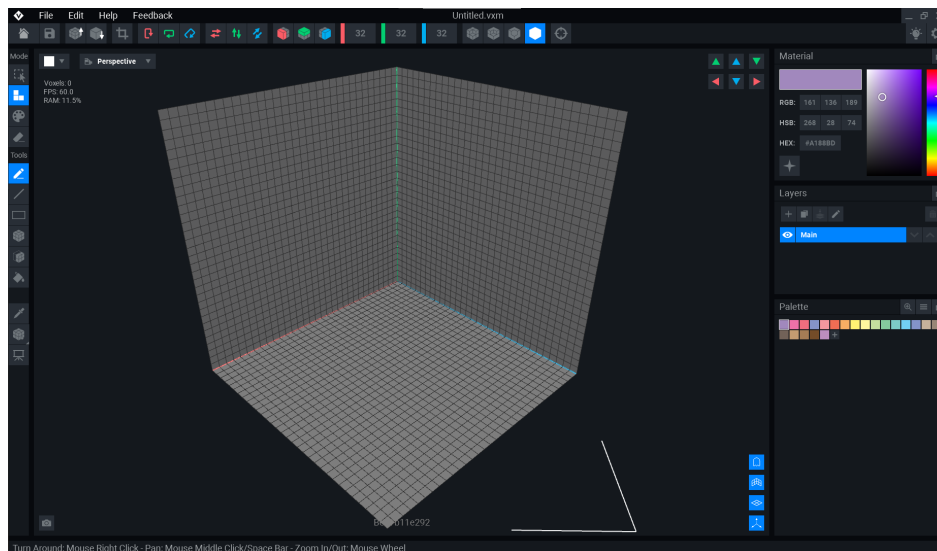 File Edit Help Feedback Untitled.vxm
32 32 32
Mode
Perspective
Material
Voxels: 0
FPS: 60.0
RAM: 11.5%
RGB: 161 136 189
HSB: 268 28 74
HEX: #A188BD
Tools
Layers
Main
Palette
11e292
Turn Around: Mouse Right Click - Pan: Mouse Middle Click/Space Bar - Zoom In/Out: Mouse Wheel